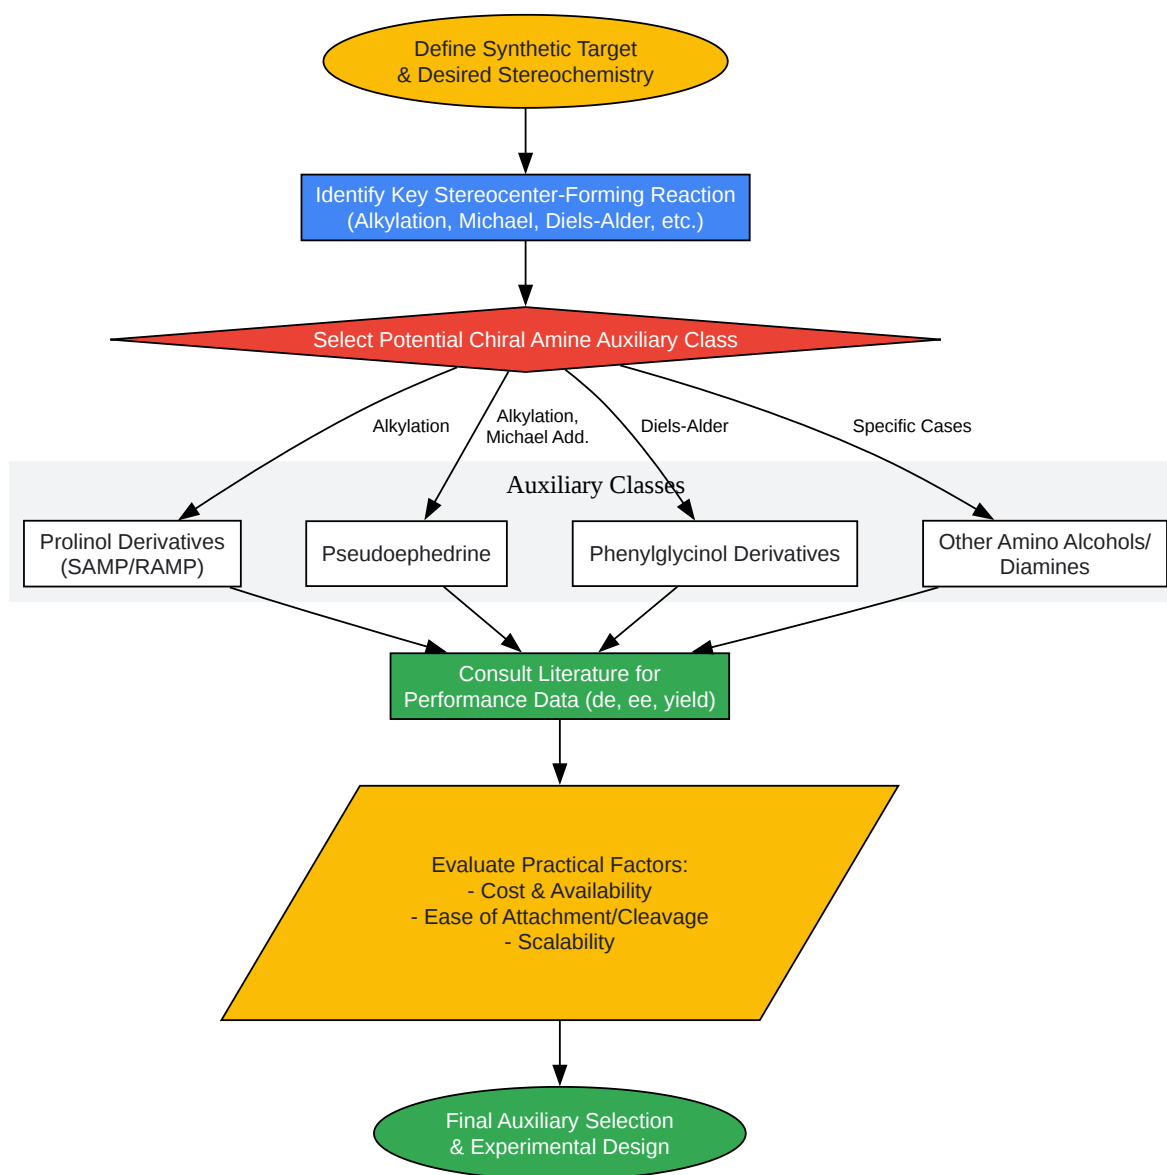 Define Synthetic Target
& Desired Stereochemistry
Identify Key Stereocenter-Forming Reaction
(Alkylation, Michael, Diels-Alder, etc.)
Select Potential Chiral Amine Auxiliary Class
Alkylation
Alkylation,
Michael Add.
Diels-Alder
Specific Cases
Auxiliary Classes
Prolinol Derivatives
(SAMP/RAMP)
Pseudoephedrine
Phenylglycinol Derivatives
Other Amino Alcohols/
Diamines
Consult Literature for
Performance Data (de, ee, yield)
Evaluate Practical Factors:
- Cost & Availability
- Ease of Attachment/Cleavage
- Scalability
Final Auxiliary Selection
& Experimental Design